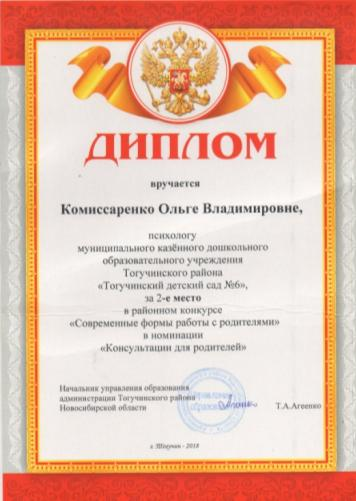 ДИПЛОМ
вручается
Комиссаренко Ольге Владимировне,
психологу
муниципального казённого дошкольного
образовательного учреждения
Тогучинского района
«Тогучинский детский сад №6»,
за 2-е место
в районном конкурсе
«Современные формы работы с родителями»
в номинации
«Консультации для родителей»
Начальник управления образования
администрации Тогучинского района
Новосибирской области
Т.А.Агеенко
г. Тогучин - 2018